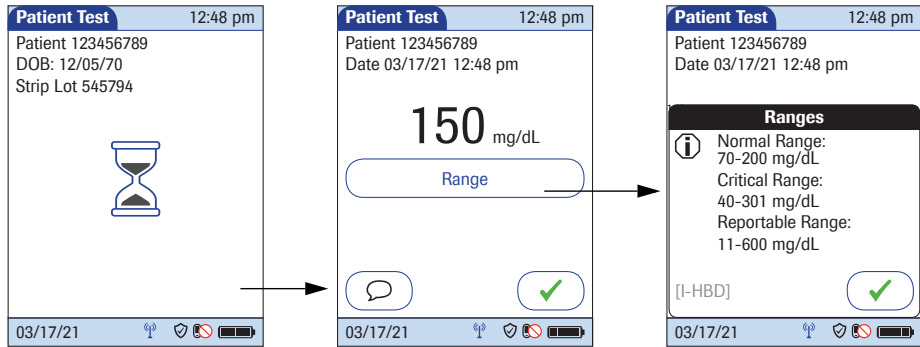 Patient Test 12:48 pm
Patient 123456789
DOB: 12/05/70
Strip Lot 545794
03/17/21
Patient Test 12:48 pm
Patient 123456789
Date 03/17/21 12:48 pm
150 mg/dL
Range
03/17/21
Patient Test 12:48 pm
Patient 123456789
Date 03/17/21 12:48 pm
Ranges
Normal Range:
70-200 mg/dL
Critical Range:
40-301 mg/dL
Reportable Range:
11-600 mg/dL
[I-HBD]
03/17/21